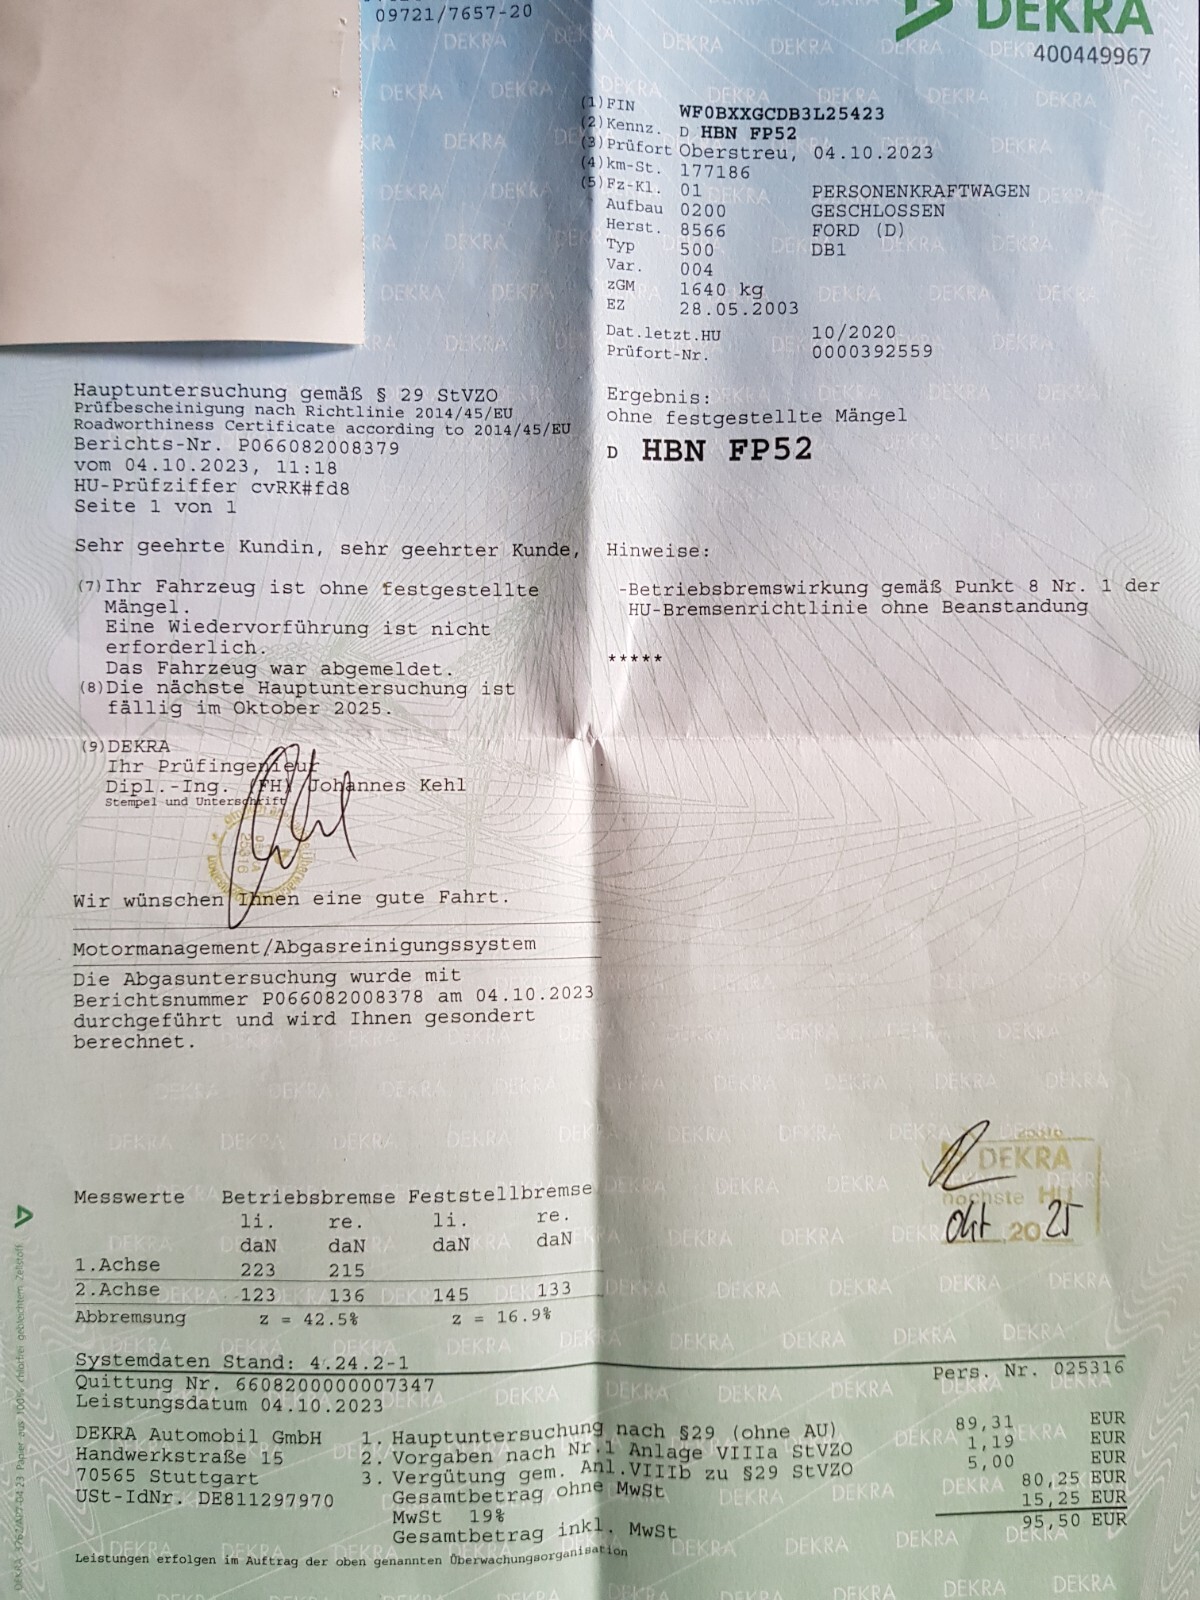 09721/7657-20
DEKRA
400449967
(1) FIN WF0BXXGCDB3L25423
(2) Kennz. D HBN FP52
(3) Prüfort Oberstreu, 04.10.2023
(4) km-St. 177186
(5) Fz-Kl. 01 PERSONENKRAFTWAGEN
Aufbau 0200 GESCHLOSSEN
Herst. 8566 FORD (D)
Typ 500 DB1
Var. 004
zGM 1640 kg
EZ 28.05.2003
Dat.letzt.HU 10/2020
Prüfort-Nr. 0000392559
Hauptuntersuchung gemäß § 29 StVZO
Prüfbescheinigung nach Richtlinie 2014/45/EU
Roadworthiness Certificate according to 2014/45/EU
Berichts-Nr. P066082008379
vom 04.10.2023, 11:18
HU-Prüfziffer cvRK#fd8
Seite 1 von 1
Ergebnis:
ohne festgestellte Mängel
D HBN FP52
Sehr geehrte Kundin, sehr geehrter Kunde,
(7) Ihr Fahrzeug ist ohne festgestellte
Mängel.
Eine Wiedervorführung ist nicht
erforderlich.
Das Fahrzeug war abgemeldet.
(8) Die nächste Hauptuntersuchung ist
fällig im Oktober 2025.
Hinweise:
-Betriebsbremswirkung gemäß Punkt 8 Nr. 1 der
HU-Bremsenrichtlinie ohne Beanstandung
*****
(9) DEKRA
Ihr Prüfingenieur
Dipl.-Ing. (FH) Johannes Kehl
Stempel und Unterschrift
Wir wünschen Ihnen eine gute Fahrt.
Motormanagement/Abgasreinigungssystem
Die Abgasuntersuchung wurde mit
Berichtsnummer P066082008378 am 04.10.2023
durchgeführt und wird Ihnen gesondert
berechnet.
DEKRA
nächste HU
Okt 2025
Messwerte Betriebsbremse Feststellbremse
li. re. li. re.
daN daN daN daN
1.Achse 223 215
2.Achse 123 136 145 133
Abbremsung z = 42.5% z = 16.9%
Systemdaten Stand: 4.24.2-1
Pers. Nr. 025316
Quittung Nr. 6608200000007347
Leistungsdatum 04.10.2023
DEKRA Automobil GmbH
Handwerkstraße 15
70565 Stuttgart
USt-IdNr. DE811297970
1. Hauptuntersuchung nach §29 (ohne AU) 89,31 EUR
2. Vorgaben nach Nr.1 Anlage VIIIa StVZO 1,19 EUR
3. Vergütung gem. Anl.VIIIb zu §29 StVZO 5,00 EUR
Gesamtbetrag ohne MwSt 80,25 EUR
MwSt 19% 15,25 EUR
Gesamtbetrag inkl. MwSt 95,50 EUR
Leistungen erfolgen im Auftrag der oben genannten Überwachungsorganisation